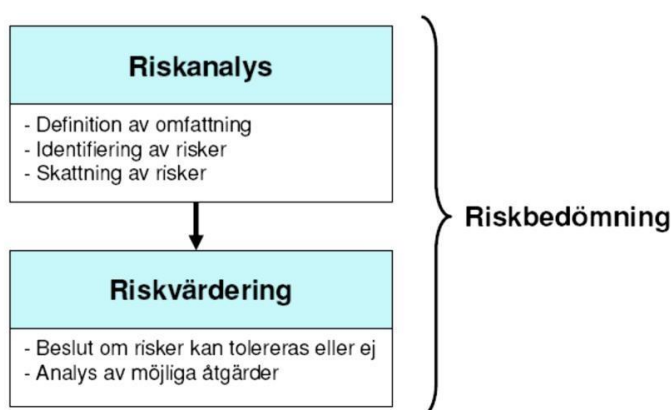 Riskanalys
- Definition av omfattning
- Identifiering av risker
- Skattning av risker
Riskbedömning
Riskvärdering
- Beslut om risker kan tolereras eller ej
- Analys av möjliga åtgärder